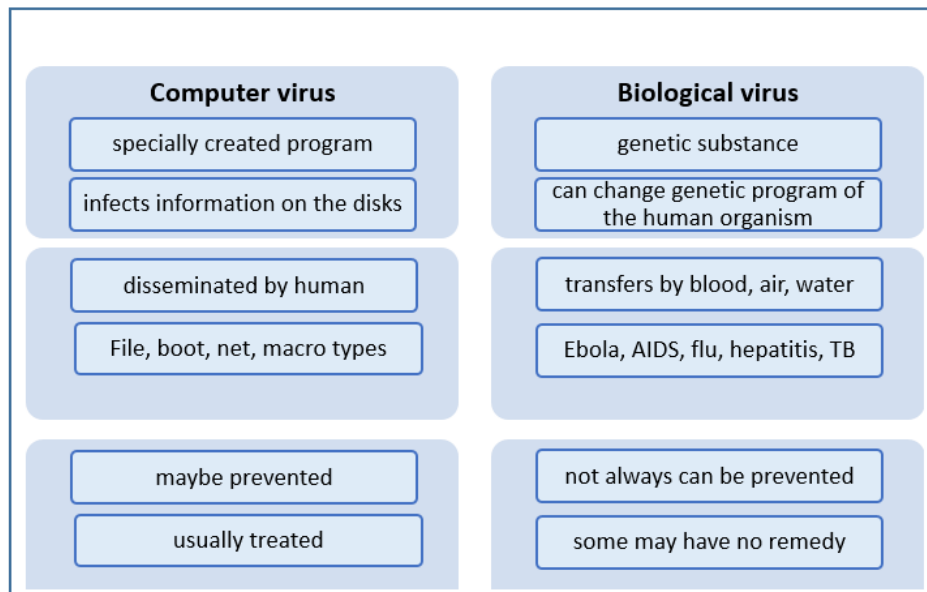 Computer virus
specially created program
infects information on the disks
disseminated by human
File, boot, net, macro types
maybe prevented
usually treated
Biological virus
genetic substance
can change genetic program of
the human organism
transfers by blood, air, water
Ebola, AIDS, flu, hepatitis, TB
not always can be prevented
some may have no remedy